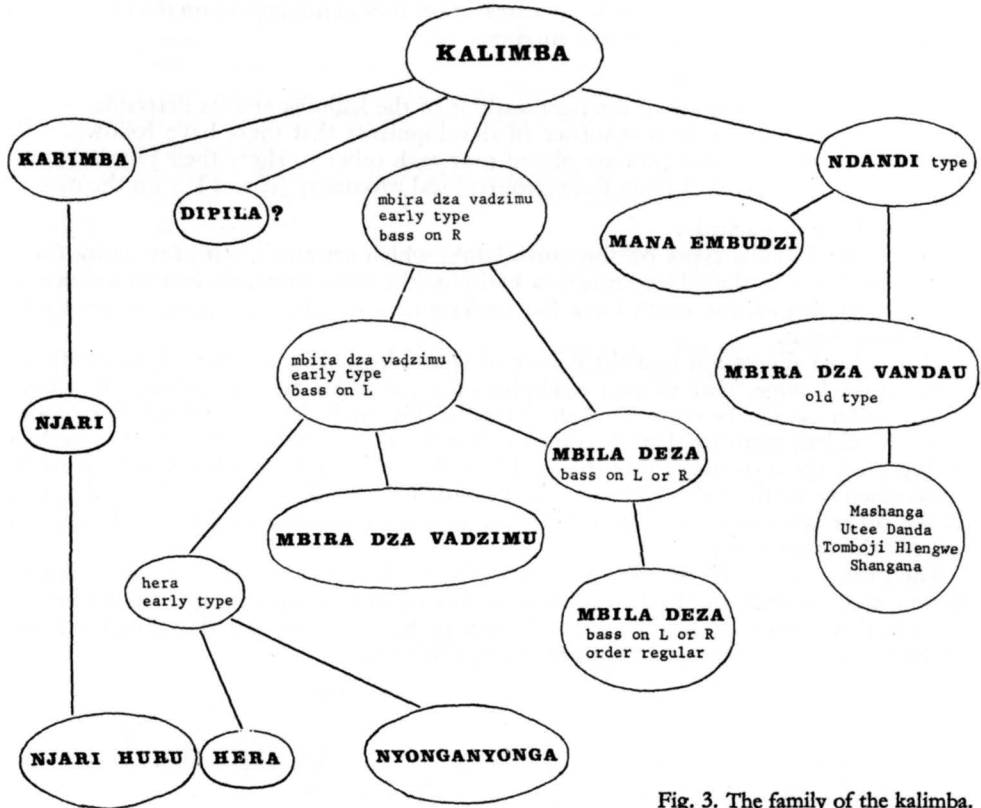 KALIMBA
KARIMBA
DIPILA ?
mbira dza vadzimu
early type
bass on R
NDANDI type
MANA EMBUDZI
mbira dza vadzimu
early type
bass on L
MBIRA DZA VANDAU
old type
NJARI
MBILA DEZA
bass on L or R
MBIRA DZA VADZIMU
Mashanga
Utee Danda
Tomboji Hlengwe
Shangana
hera
early type
MBILA DEZA
bass on L or R
order regular
NJARI HURU
HERA
NYONGANYONGA
Fig. 3. The family of the kalimba.